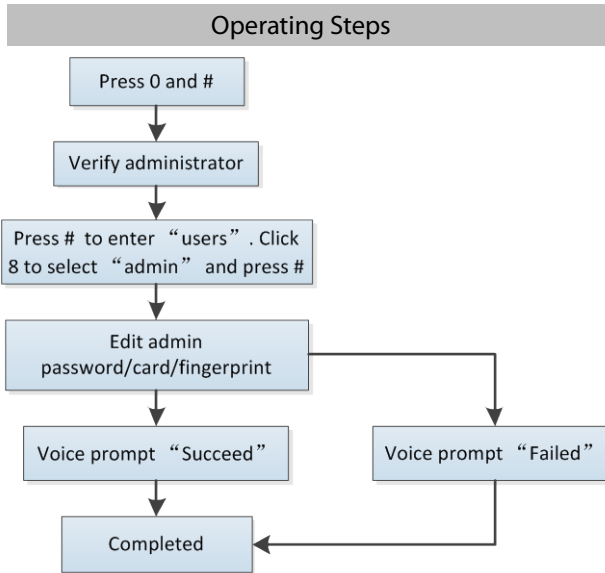 Operating Steps
Press 0 and #
Verify administrator
Press # to enter “users”. Click
8 to select “admin” and press #
Edit admin
password/card/fingerprint
Voice prompt “Succeed”
Voice prompt “Failed”
Completed